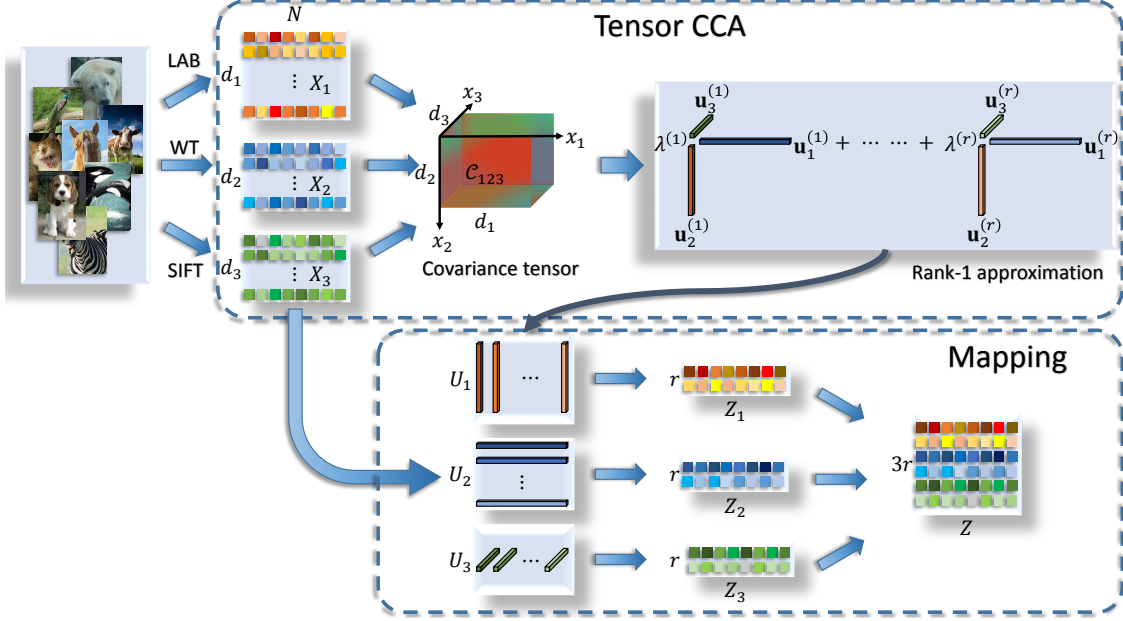 Tensor CCA
N
LAB
d₁
⋮ X₁
WT
d₂
⋮ X₂
SIFT
d₃
⋮ X₃
x₃
d₃
x₁
d₂
𝒞₁₂₃
d₁
x₂
Covariance tensor
𝐮₃⁽¹⁾
λ⁽¹⁾
𝐮₁⁽¹⁾
𝐮₂⁽¹⁾
+ ⋯ ⋯ +
𝐮₃⁽ʳ⁾
λ⁽ʳ⁾
𝐮₁⁽ʳ⁾
𝐮₂⁽ʳ⁾
Rank-1 approximation
Mapping
U₁
⋯
r
Z₁
U₂
⋮
r
Z₂
U₃
⋯
r
Z₃
3r
Z